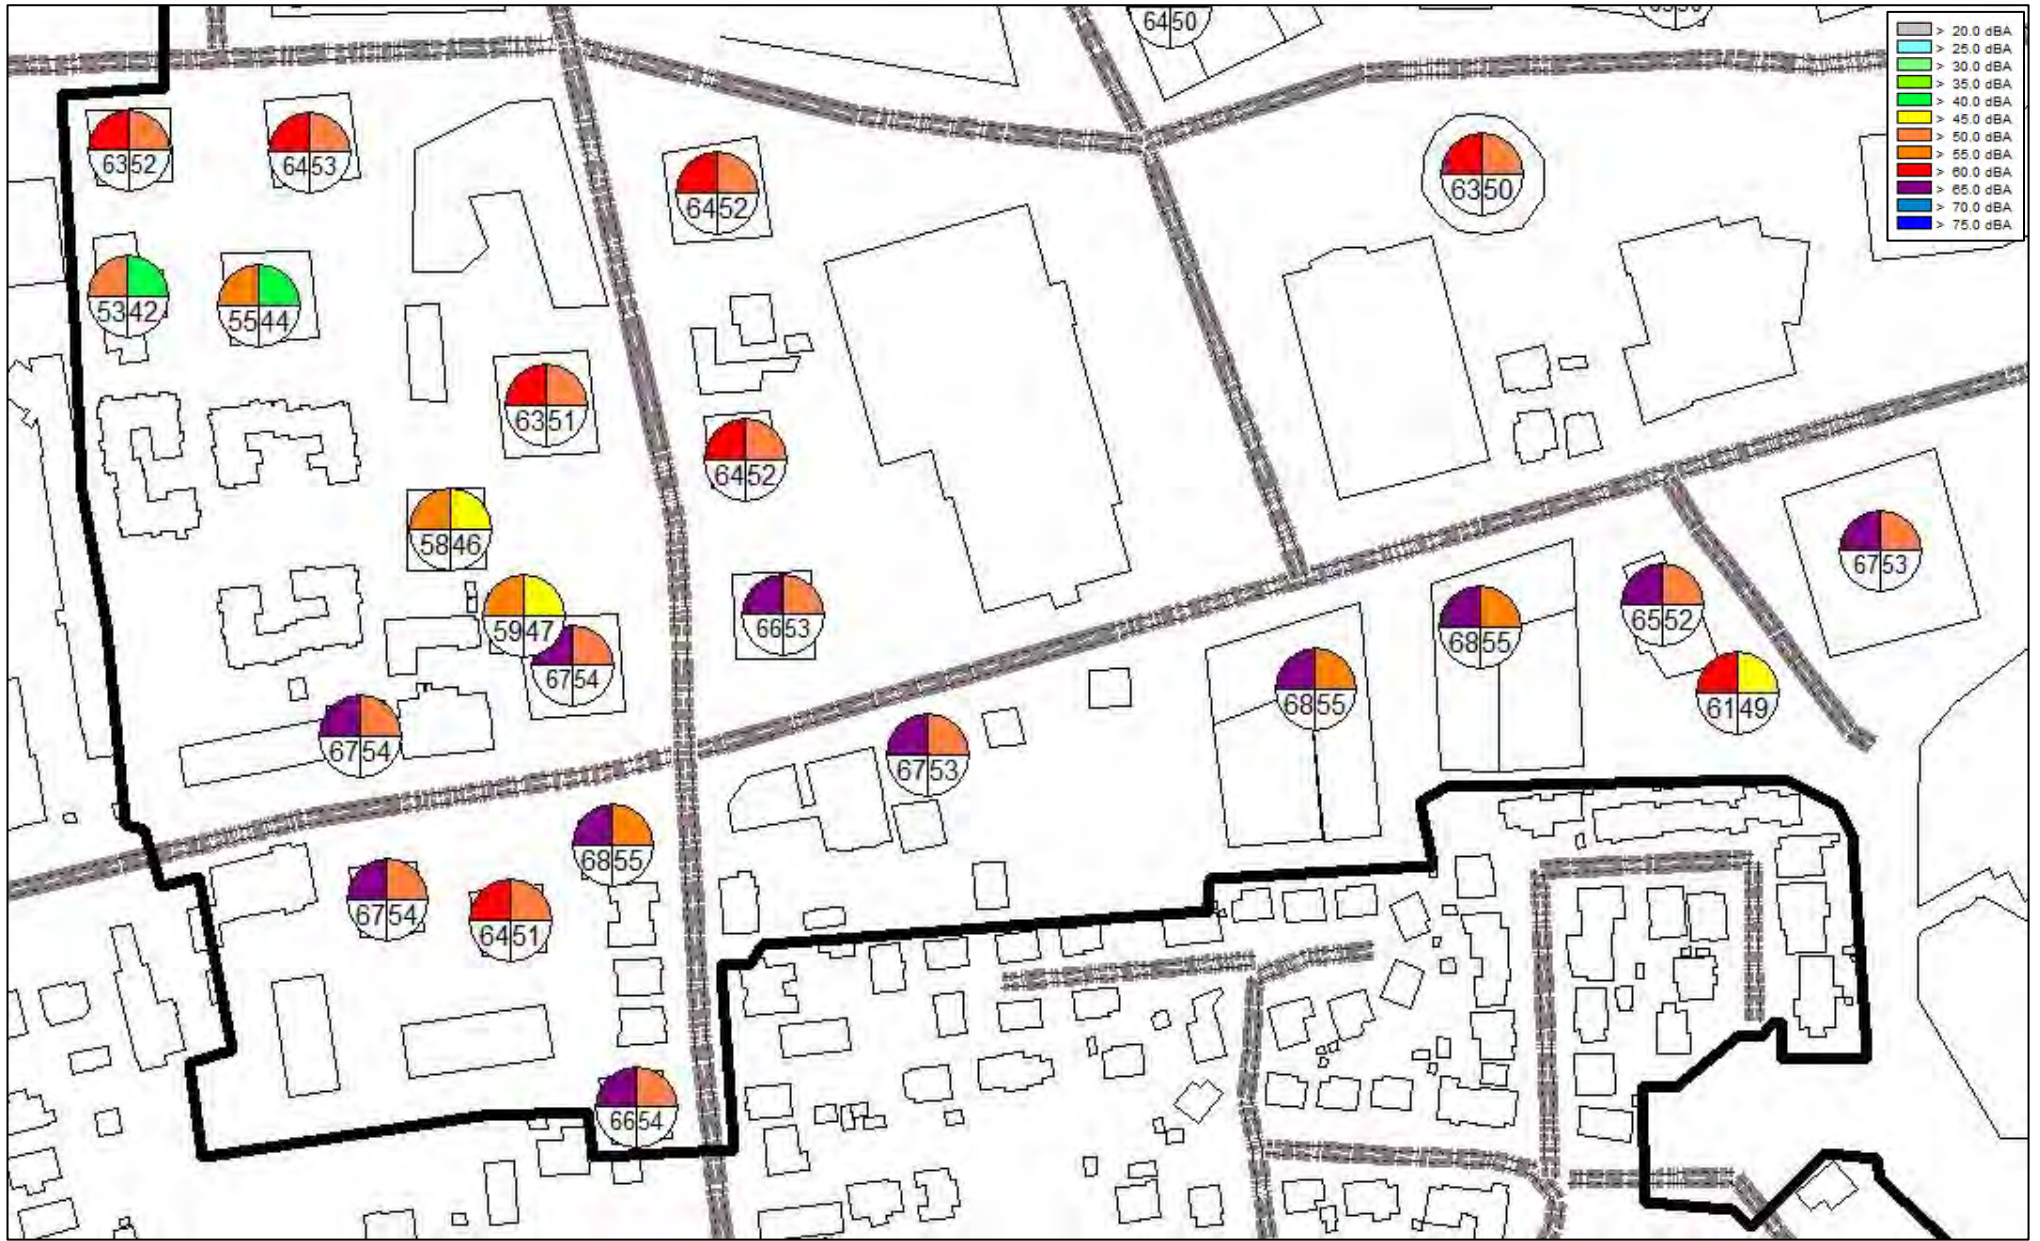 64 50
> 20.0 dBA
> 25.0 dBA
> 30.0 dBA
> 35.0 dBA
> 40.0 dBA
> 45.0 dBA
> 50.0 dBA
> 55.0 dBA
> 60.0 dBA
> 65.0 dBA
> 70.0 dBA
> 75.0 dBA
63 52
64 53
64 52
63 50
53 42
55 44
63 51
64 52
58 46
67 53
59 47
66 53
65 52
68 55
67 54
68 55
61 49
67 54
67 53
68 55
67 54
64 51
66 54